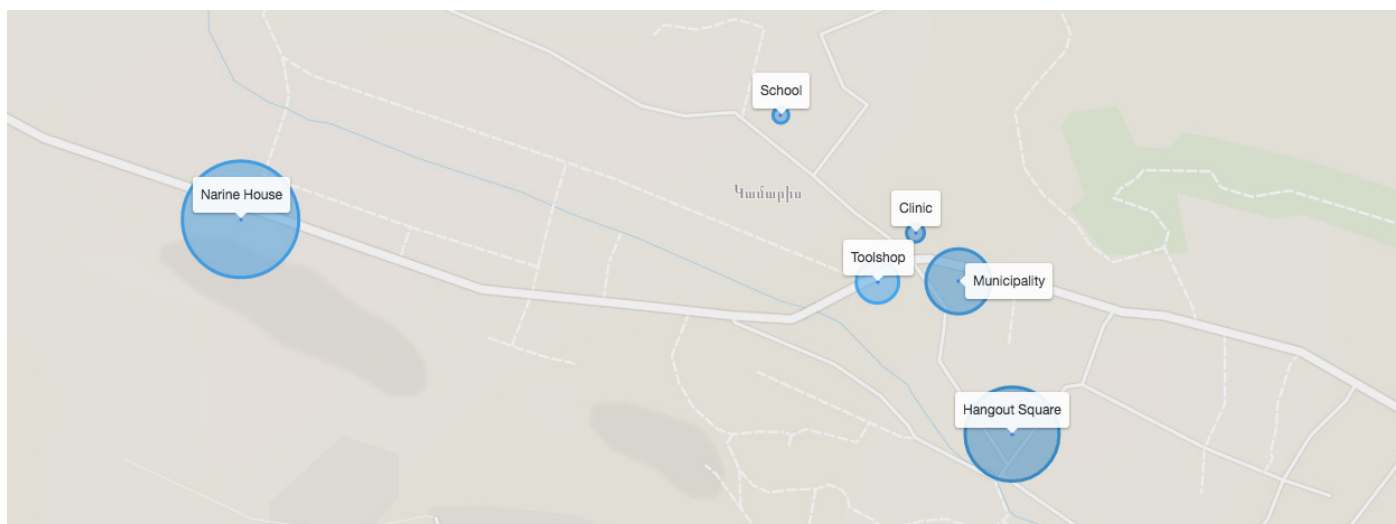 School
Narine House
Կամարիս
Clinic
Toolshop
Municipality
Hangout Square